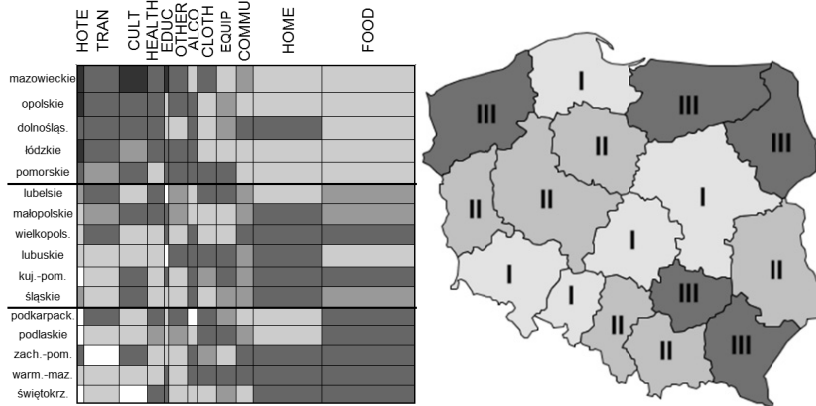 HOTE
TRAN
CULT
HEALTH
EDUC
OTHER
ALCO
CLOTH
EQUIP
COMMU
HOME
FOOD
mazowieckie
opolskie
dolnośląs.
łódzkie
pomorskie
lubelsie
małopolskie
wielkopols.
lubuskie
kuj.-pom.
śląskie
podkarpack.
podlaskie
zach.-pom.
warm.-maz.
świętokrz.
I
III
III
II
III
I
II
II
I
II
I
III
I
II
III
II